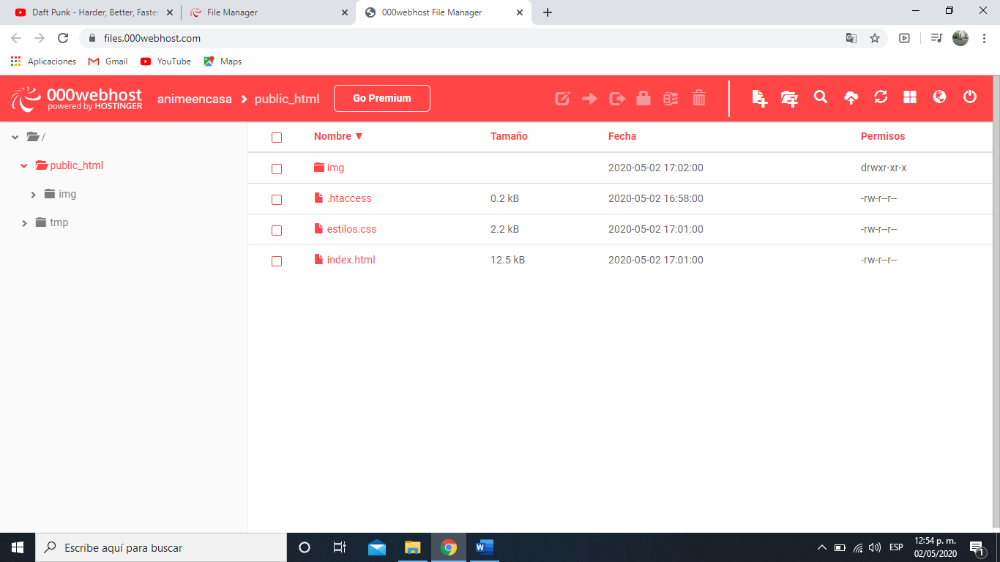 Daft Punk - Harder, Better, Faster
File Manager
000webhost File Manager
files.000webhost.com
Aplicaciones
Gmail
YouTube
Maps
000webhost
powered by HOSTINGER
animeencasa
public_html
Go Premium
/
public_html
img
tmp
Nombre ▼ Tamaño Fecha Permisos
img 2020-05-02 17:02:00 drwxr-xr-x
.htaccess 0.2 kB 2020-05-02 16:58:00 -rw-r--r--
estilos.css 2.2 kB 2020-05-02 17:01:00 -rw-r--r--
index.html 12.5 kB 2020-05-02 17:01:00 -rw-r--r--
Escribe aquí para buscar
ESP
12:54 p. m.
02/05/2020
1